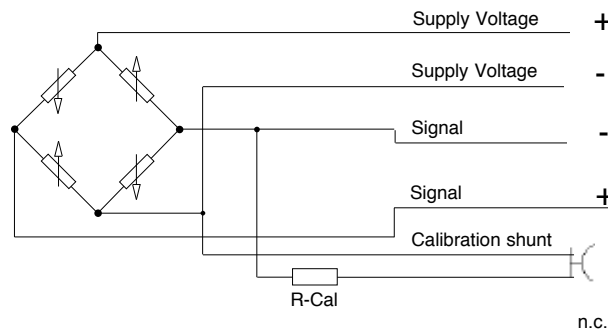 Supply Voltage +
Supply Voltage -
Signal -
Signal +
Calibration shunt
R-Cal
n.c.